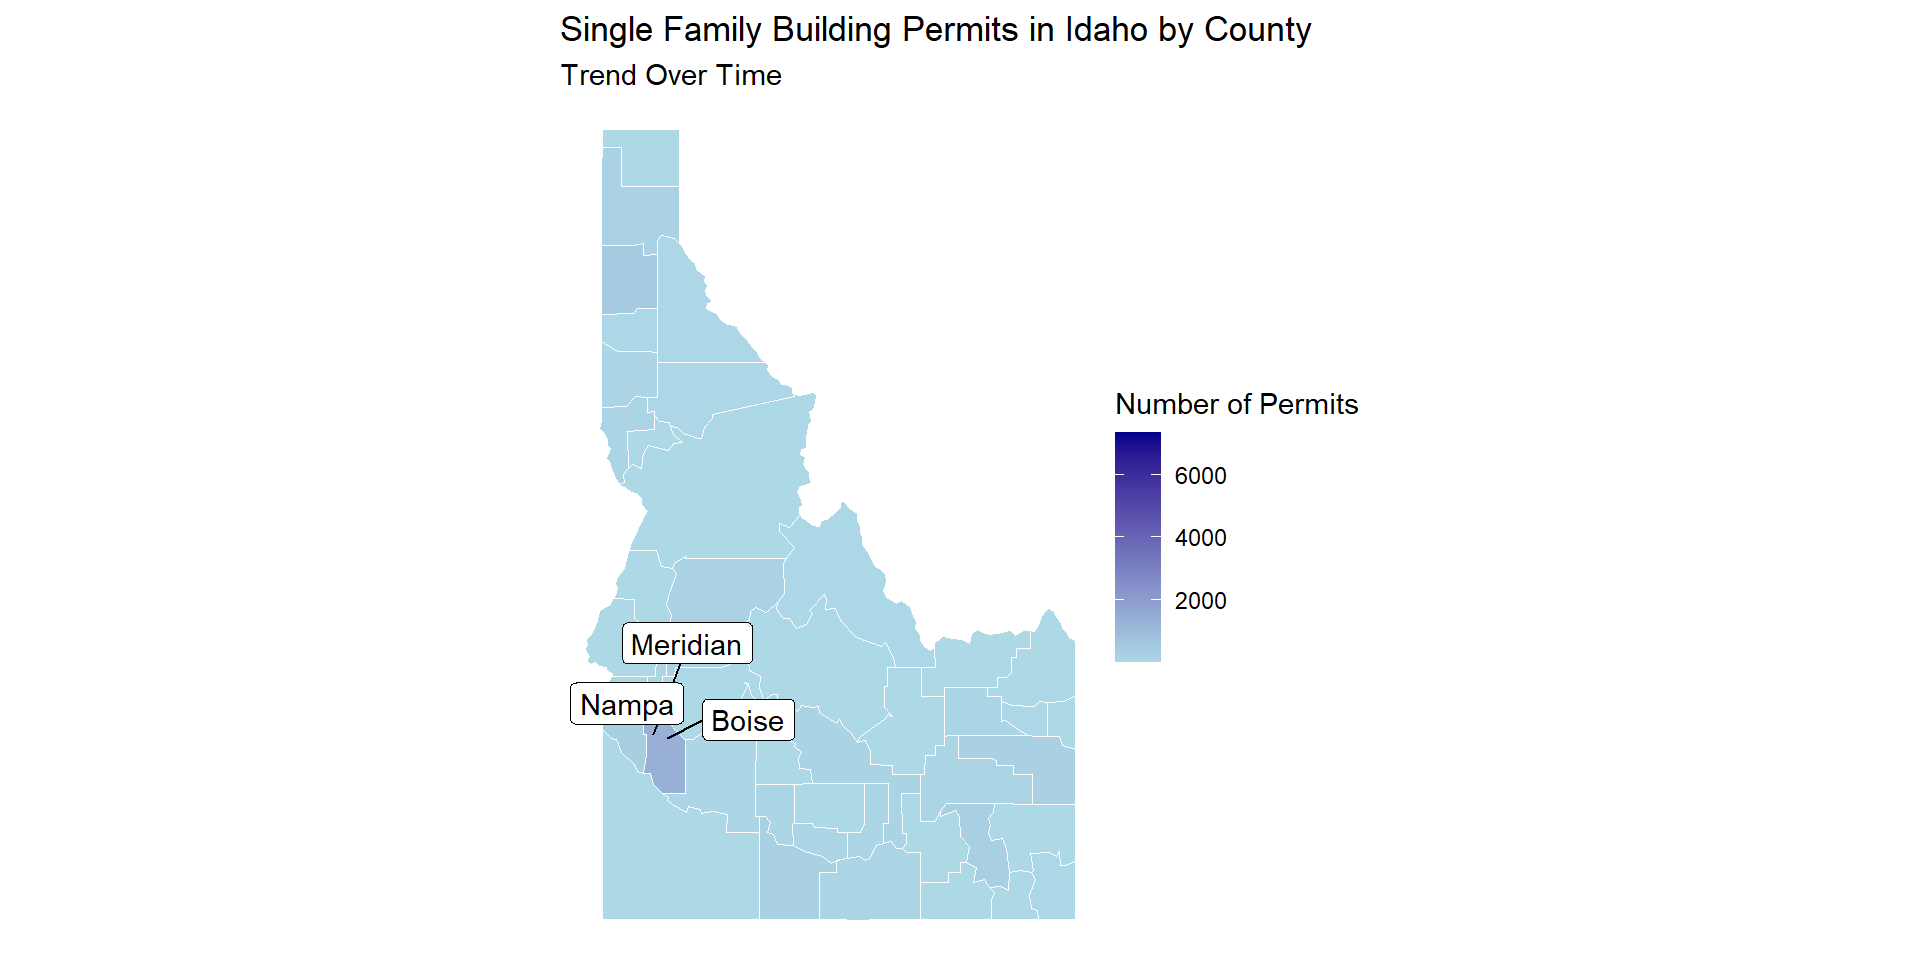 Single Family Building Permits in Idaho by County
Trend Over Time
Number of Permits
6000
4000
2000
Meridian
Nampa
Boise